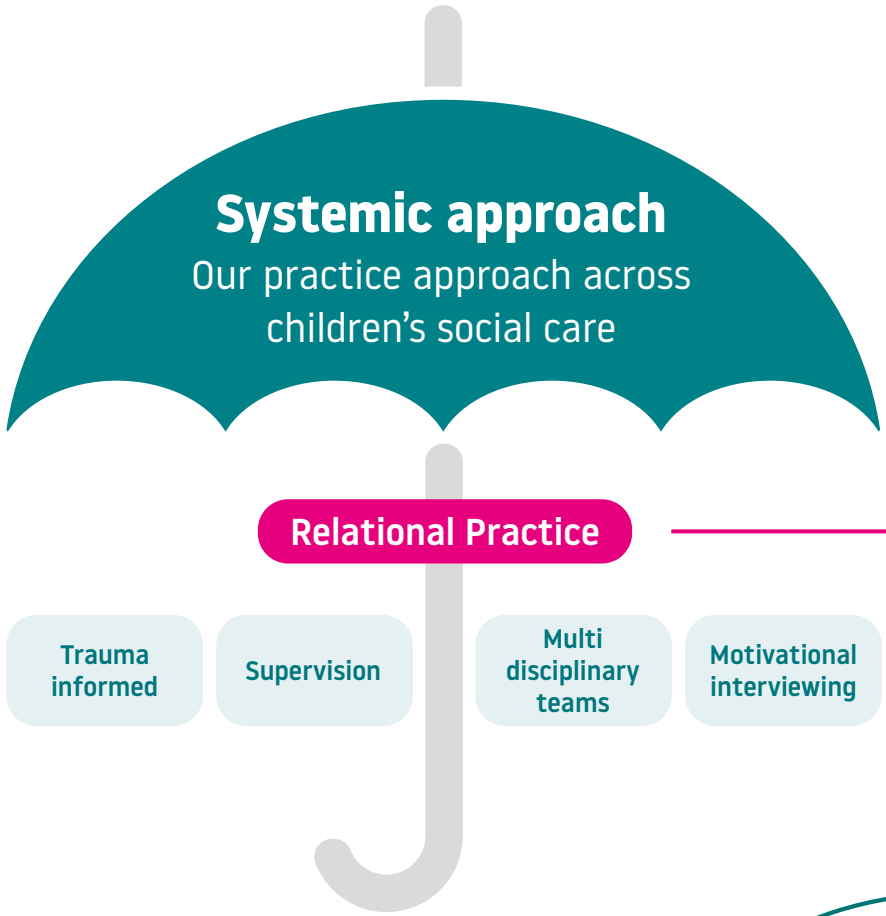 Systemic approach
Our practice approach across
children’s social care
Relational Practice
Trauma
informed
Supervision
Multi
disciplinary
teams
Motivational
interviewing